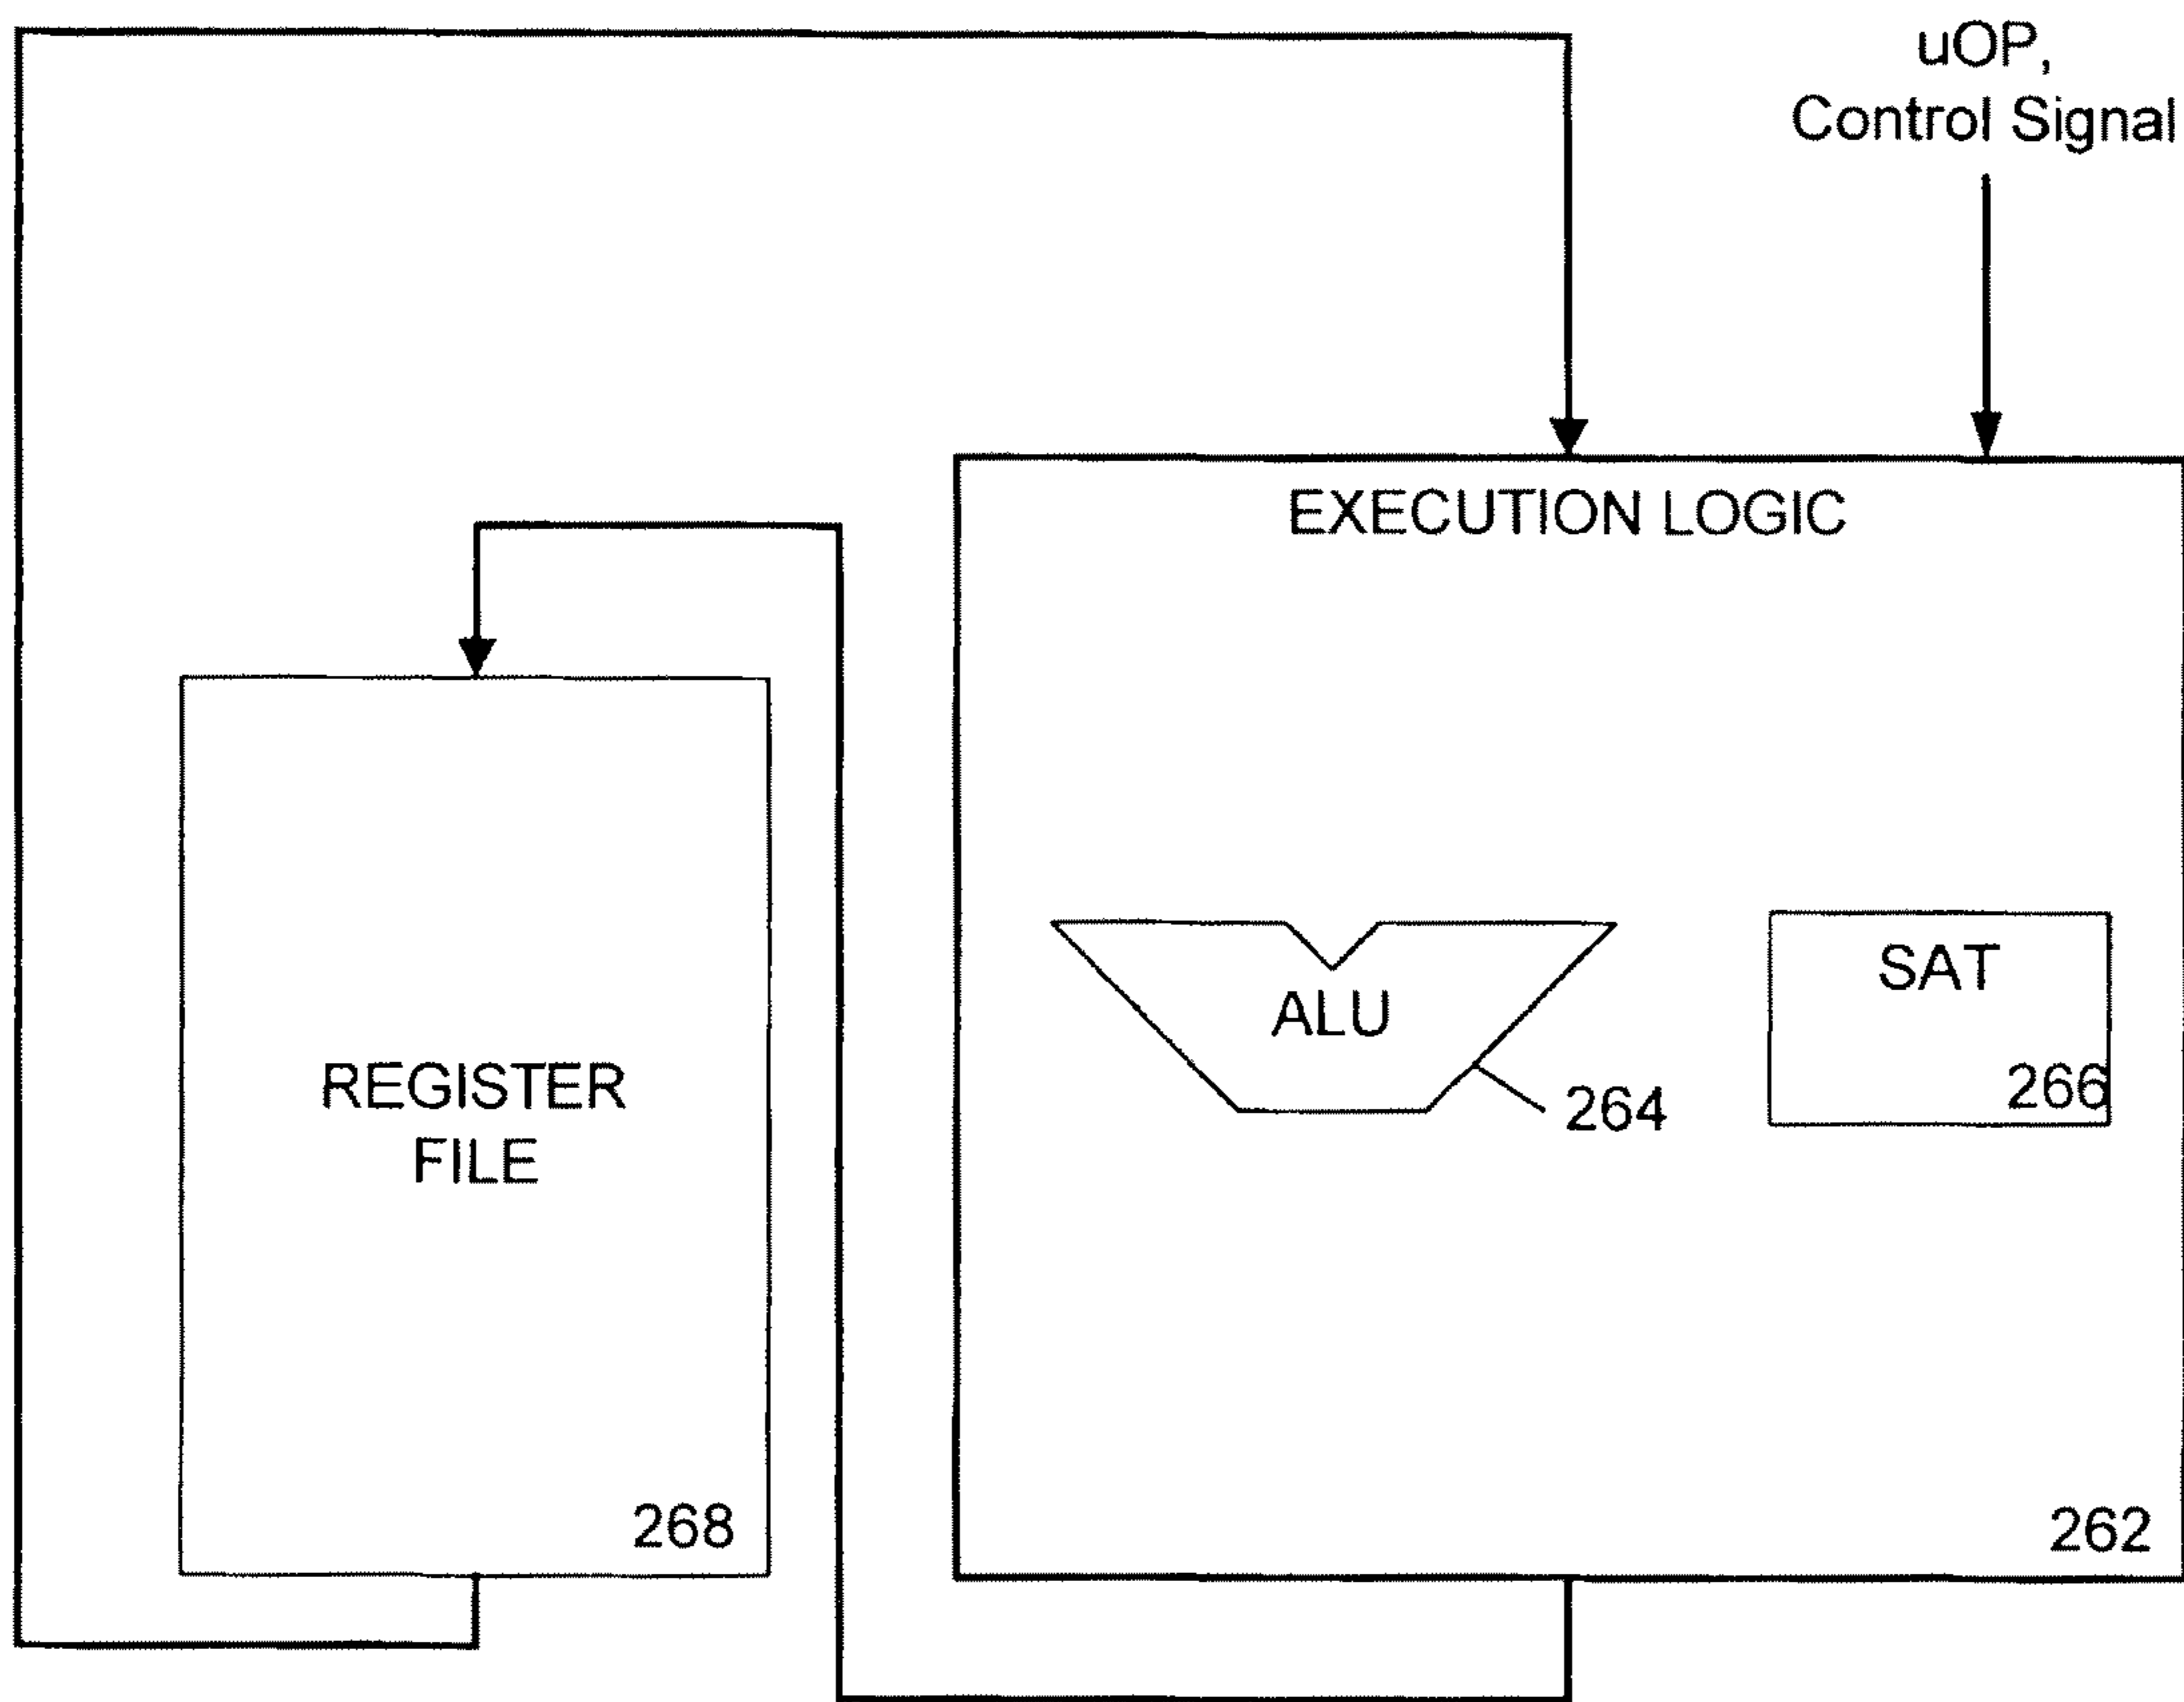 uOP,
Control Signal
EXECUTION LOGIC
ALU
264
SAT
266
REGISTER
FILE
268
262